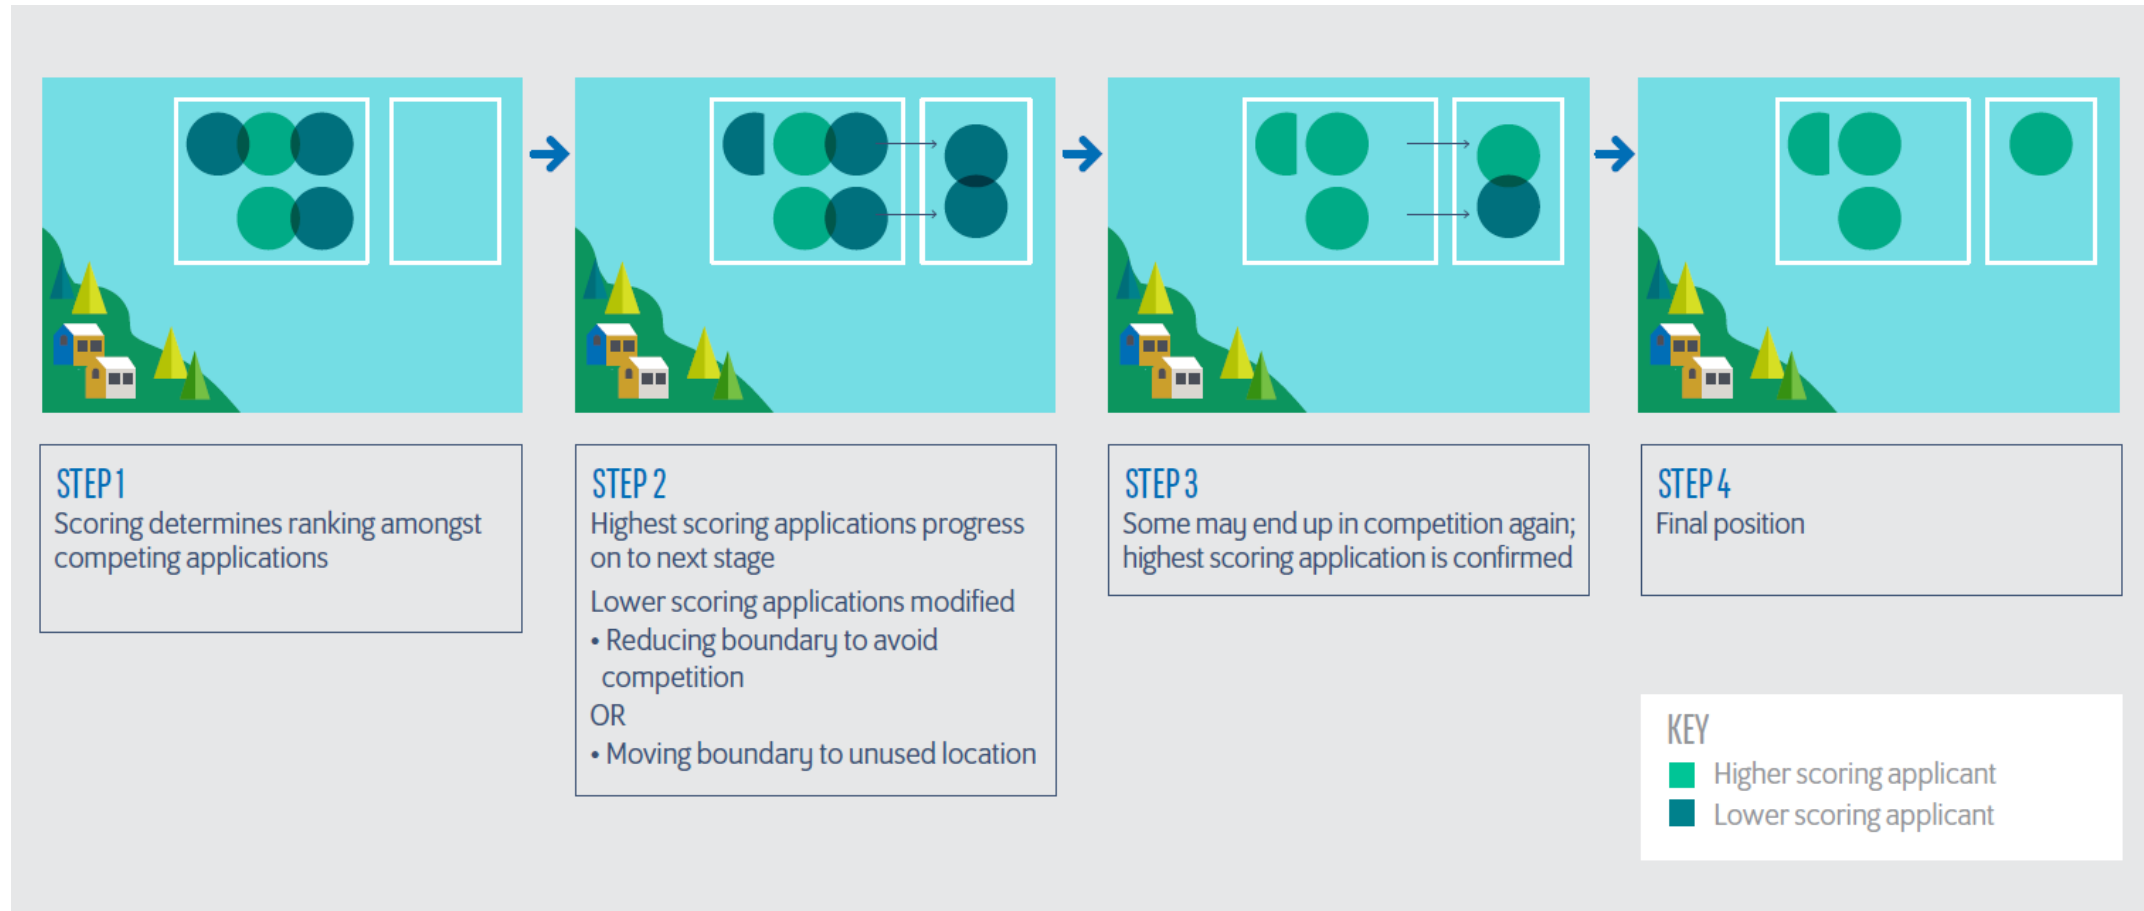 STEP 1
Scoring determines ranking amongst
competing applications
STEP 2
Highest scoring applications progress
on to next stage
Lower scoring applications modified
• Reducing boundary to avoid
competition
OR
• Moving boundary to unused location
STEP 3
Some may end up in competition again;
highest scoring application is confirmed
STEP 4
Final position
KEY
Higher scoring applicant
Lower scoring applicant